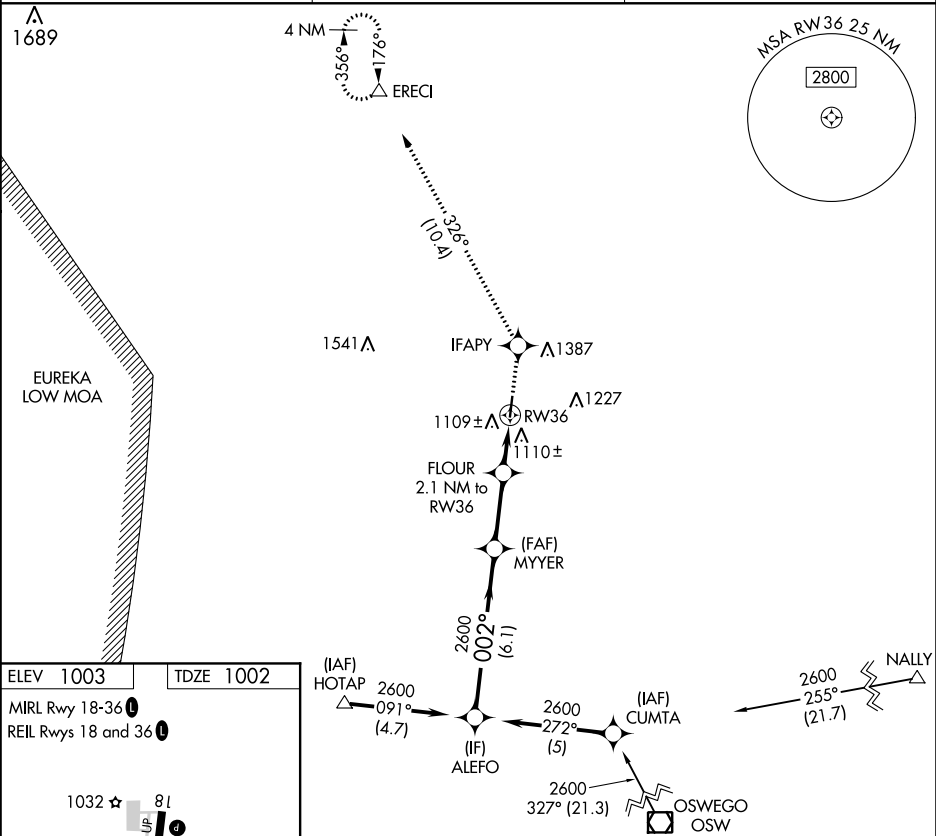 1689
4 NM
356°
176°
ERECI
MSA RW36 25 NM
2800
326°
(10.4)
1541
IFAPY
1387
EUREKA
LOW MOA
1227
1109±
RW36
1110±
FLOUR
2.1 NM to
RW36
(FAF)
MYYER
2600
002°
(6.1)
ELEV 1003
TDZE 1002
MIRL Rwy 18-36 L
REIL Rwys 18 and 36 L
(IAF)
HOTAP
2600
091°
(4.7)
(IF)
ALEFO
2600
272°
(5)
(IAF)
CUMTA
NALLY
2600
255°
(21.7)
2600
327° (21.3)
OSWEGO
OSW
1032
18
UP
P